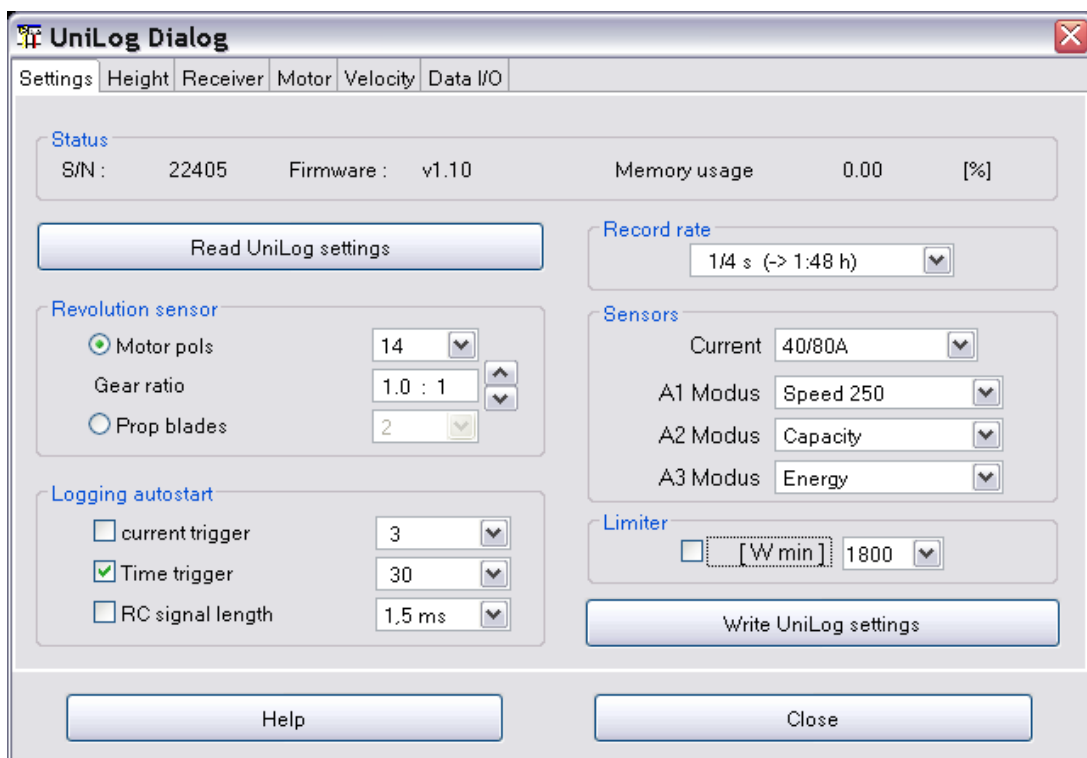 UniLog Dialog
Settings Height Receiver Motor Velocity Data I/O
Status
S/N : 22405 Firmware : v1.10 Memory usage 0.00 [%]
Read UniLog settings
Revolution sensor
Motor pols 14
Gear ratio 1.0 : 1
Prop blades 2
Logging autostart
current trigger 3
Time trigger 30
RC signal length 1,5 ms
Record rate
1/4 s (-> 1:48 h)
Sensors
Current 40/80A
A1 Modus Speed 250
A2 Modus Capacity
A3 Modus Energy
Limiter
[ W min ] 1800
Write UniLog settings
Help Close